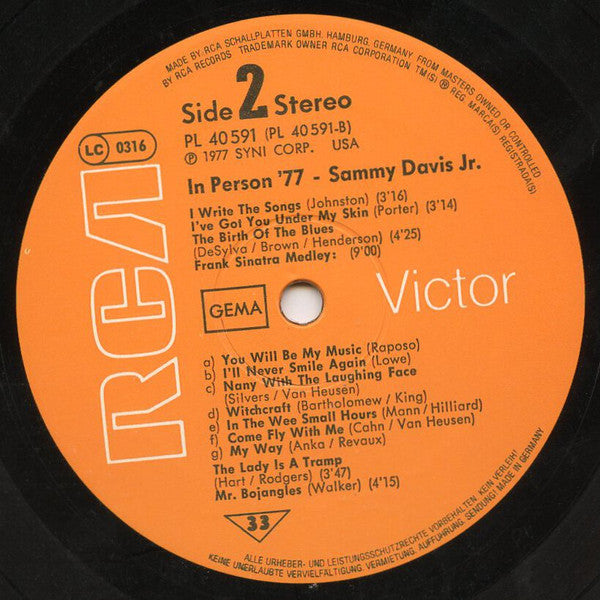 MADE BY RCA SCHALLPLATTEN GMBH. HAMBURG, GERMANY FROM MASTERS OWNED OR CONTROLLED
BY RCA RECORDS TRADEMARK OWNER RCA CORPORATION TM(S) ® REG. MARCA(S) REGISTRADA(S)
Side 2 Stereo
PL 40591 (PL 40591-B)
LC 0316
℗ 1977 SYNI CORP. USA
In Person '77 - Sammy Davis Jr.
I Write The Songs (Johnston) (3'16)
I've Got You Under My Skin (Porter) (3'14)
The Birth Of The Blues
(DeSylva / Brown / Henderson) (4'25)
Frank Sinatra Medley: (9'00)
RCA
GEMA
Victor
a) You Will Be My Music (Raposo)
b) I'll Never Smile Again (Lowe)
c) Nany With The Laughing Face
(Silvers / Van Heusen)
d) Witchcraft (Bartholomew / King)
e) In The Wee Small Hours (Mann / Hilliard)
f) Come Fly With Me (Cahn / Van Heusen)
g) My Way (Anka / Revaux)
The Lady Is A Tramp
(Hart / Rodgers) (3'47)
Mr. Bojangles (Walker) (4'15)
33
ALLE URHEBER- UND LEISTUNGSSCHUTZRECHTE VORBEHALTEN. KEIN VERLEIH!
KEINE UNERLAUBTE VERVIELFÄLTIGUNG, AUFFÜHRUNG, SENDUNG! MADE IN GERMANY